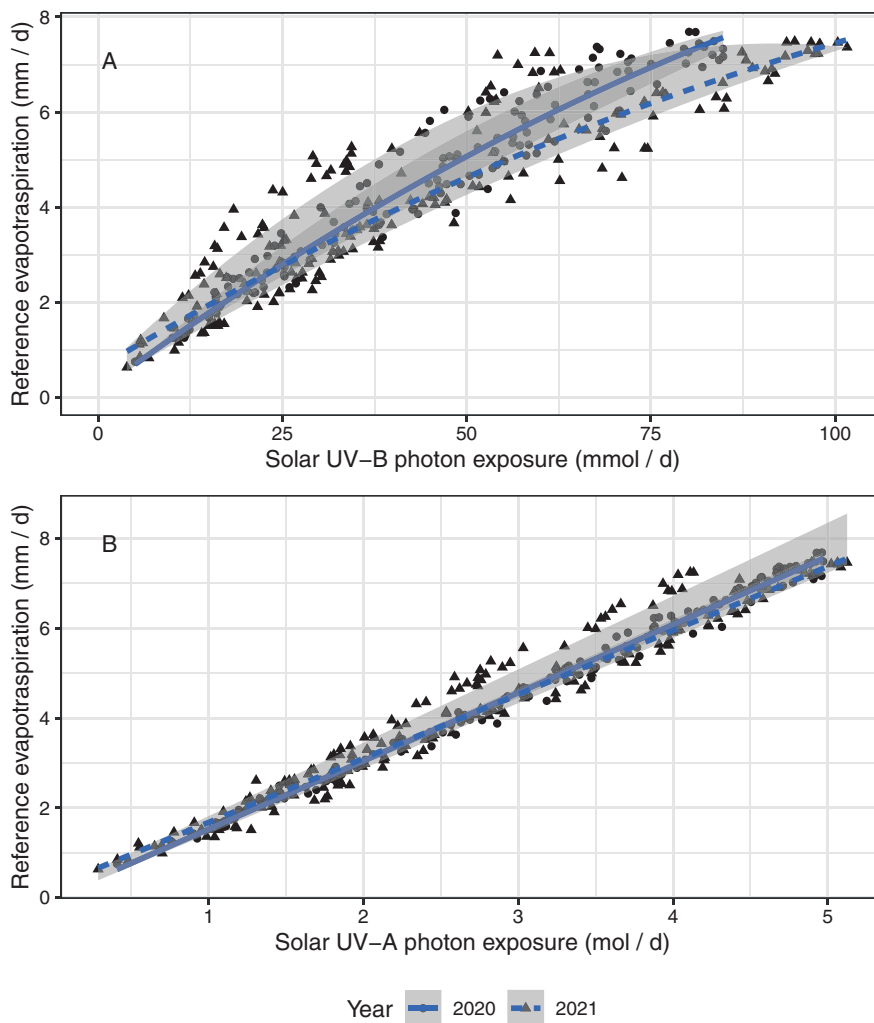 A
Reference evapotraspiration (mm / d)
8
6
4
2
0
0 25 50 75 100
Solar UV−B photon exposure (mmol / d)
B
Reference evapotraspiration (mm / d)
8
6
4
2
0
1 2 3 4 5
Solar UV−A photon exposure (mol / d)
Year 2020 2021